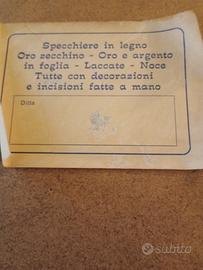 Specchiere in legno
Oro zecchino - Oro e argento
in foglia - Laccate - Noce
Tutte con decorazioni
e incisioni fatte a mano
Ditta
subito